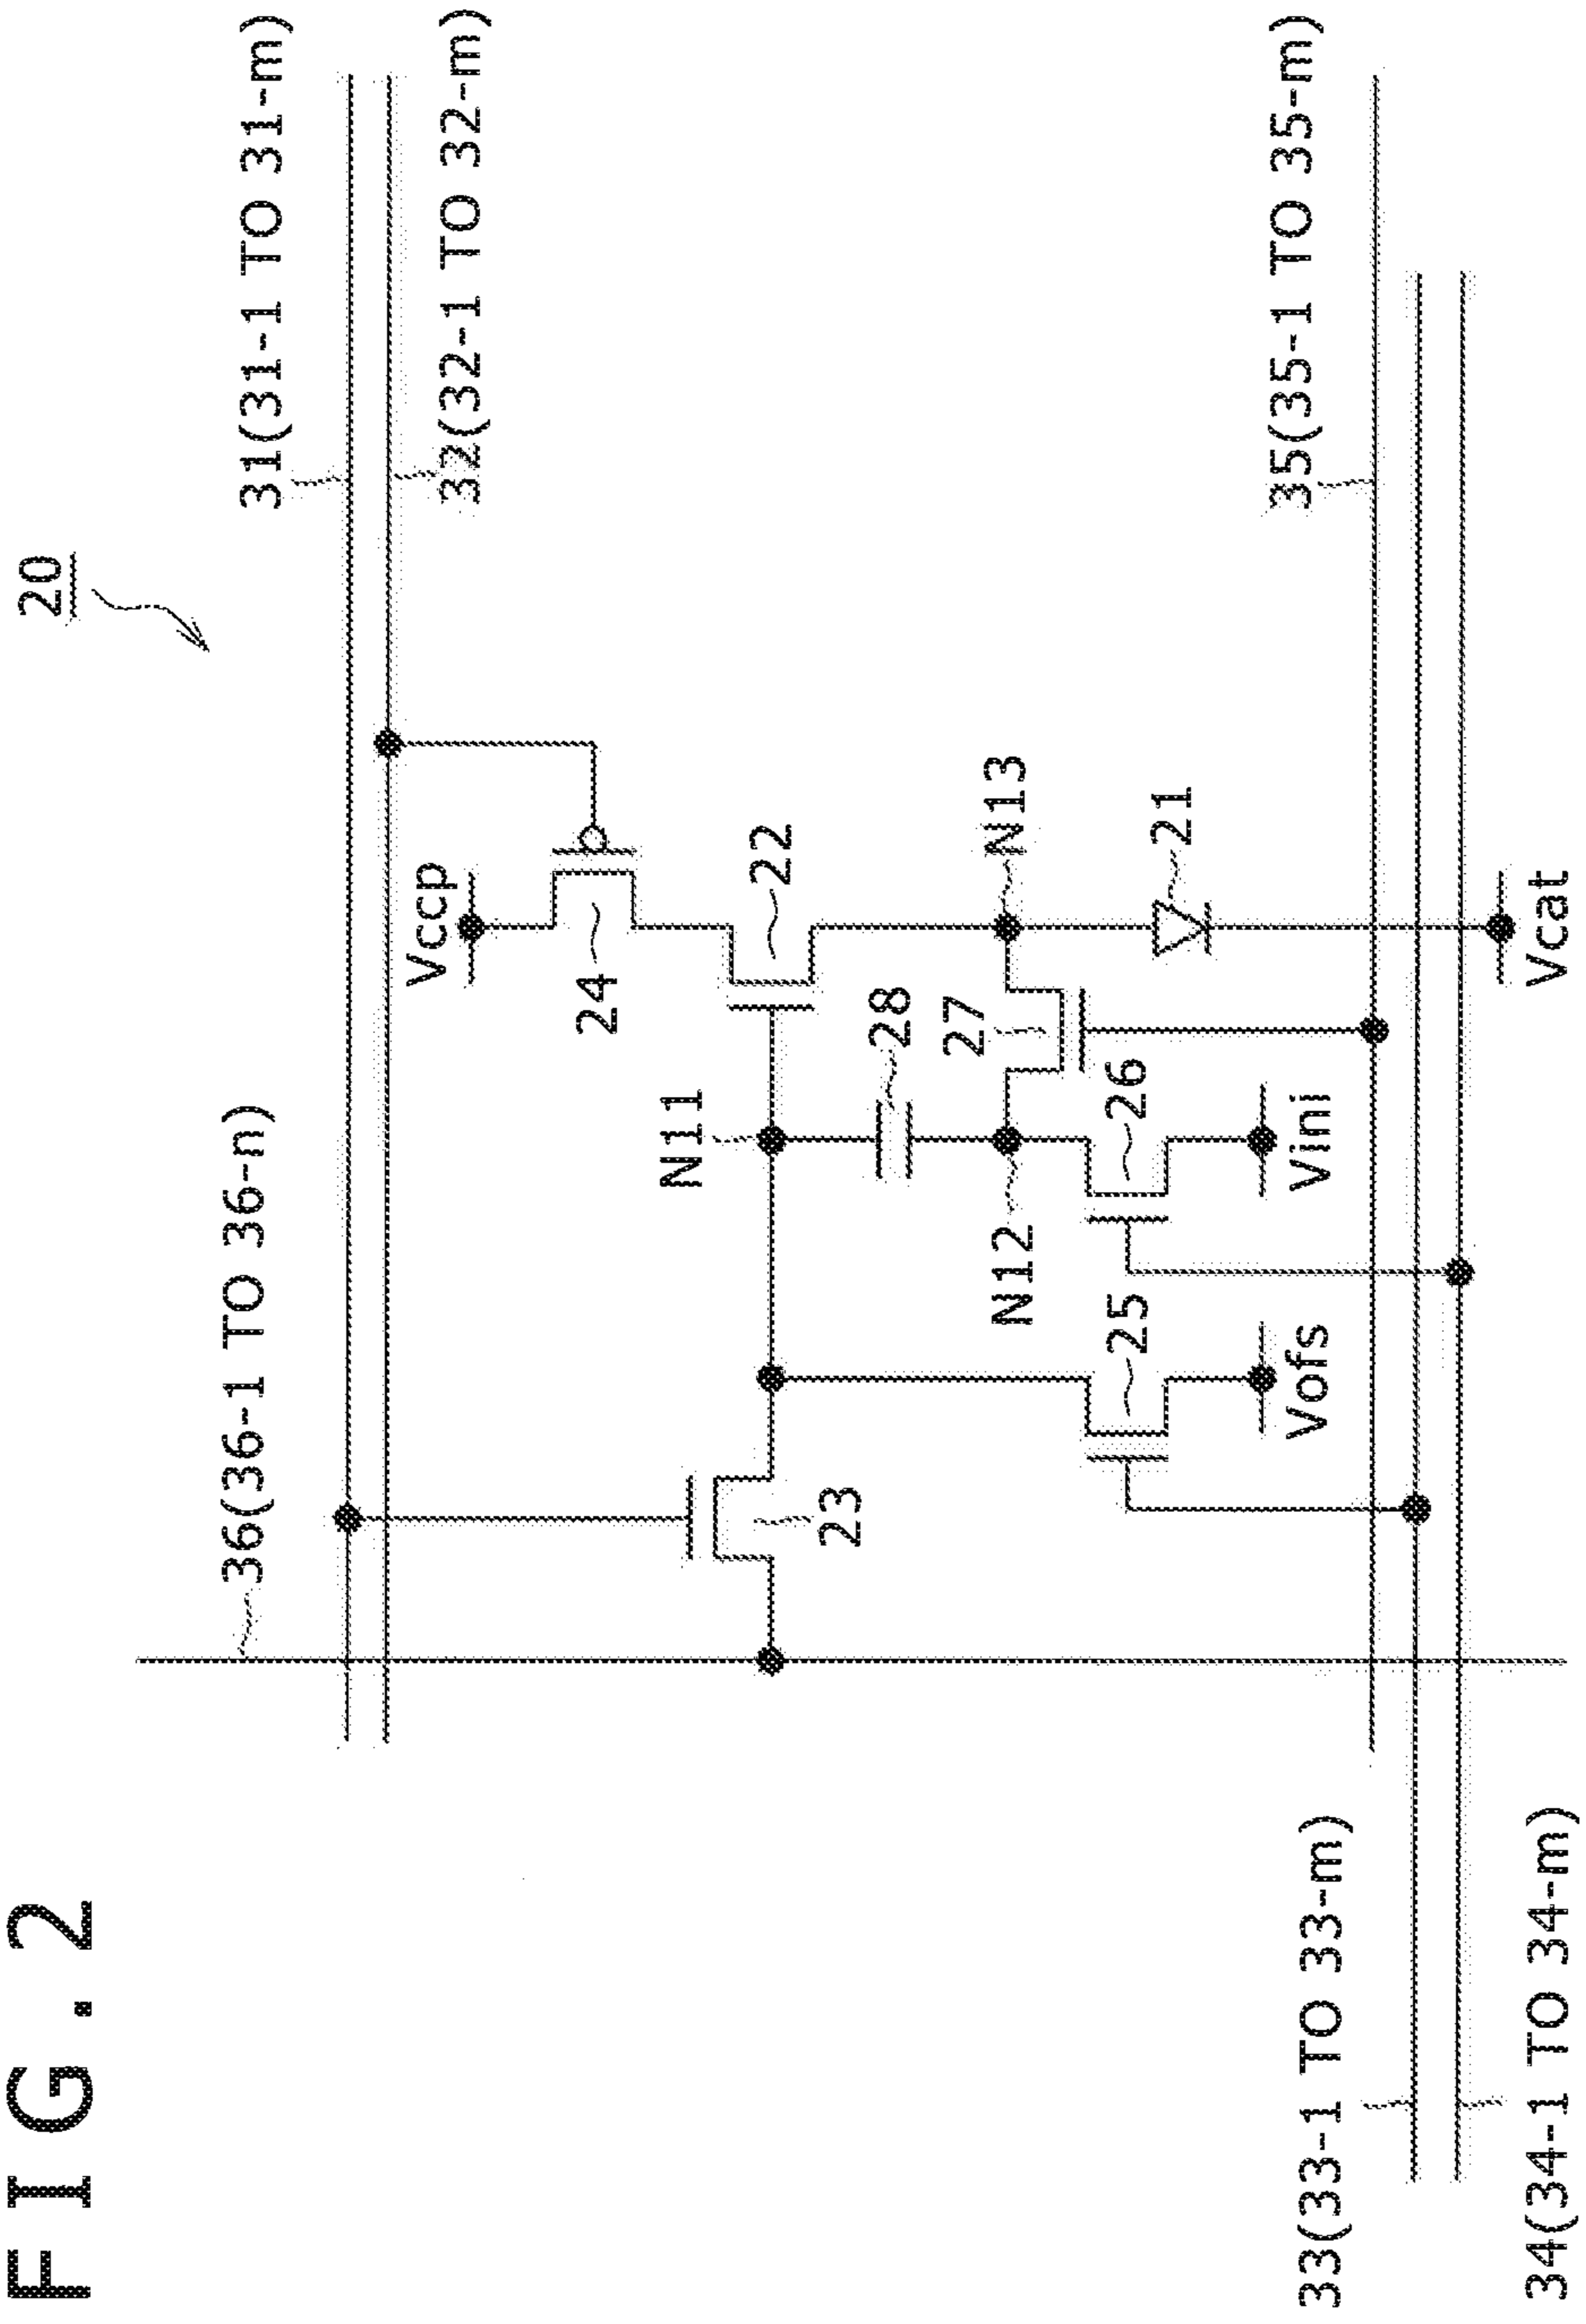 FIG. 2
20
36(36-1 TO 36-n)
31(31-1 TO 31-m)
32(32-1 TO 32-m)
Vccp
24
22
N11
23
28
27
N13
N12
25
26
21
Vofs
Vini
Vcat
35(35-1 TO 35-m)
33(33-1 TO 33-m)
34(34-1 TO 34-m)